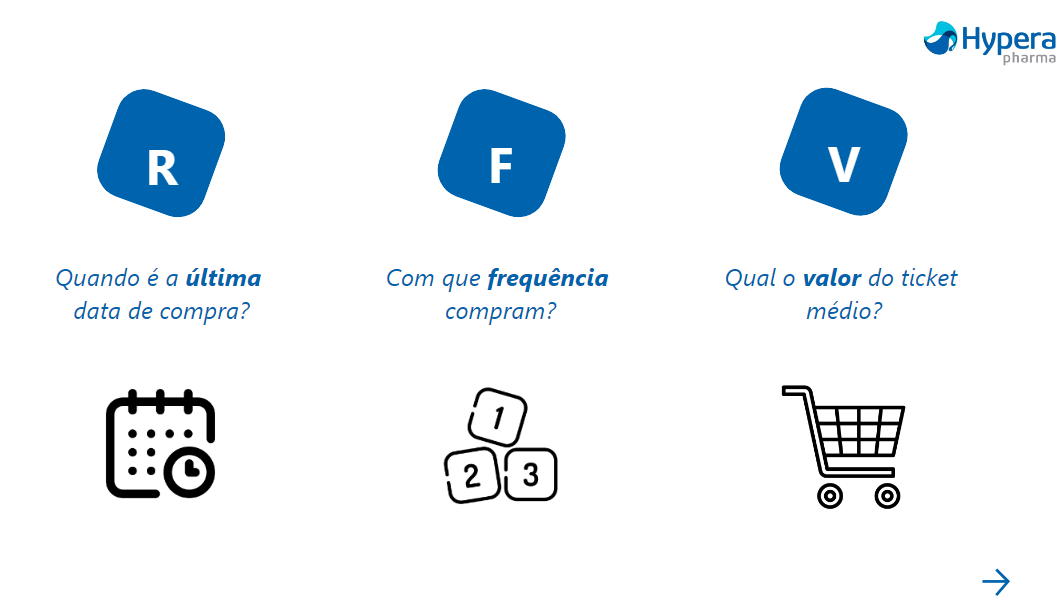 Hypera
pharma
R
F
V
Quando é a última
data de compra?
Com que frequência
compram?
Qual o valor do ticket
médio?
1
2
3